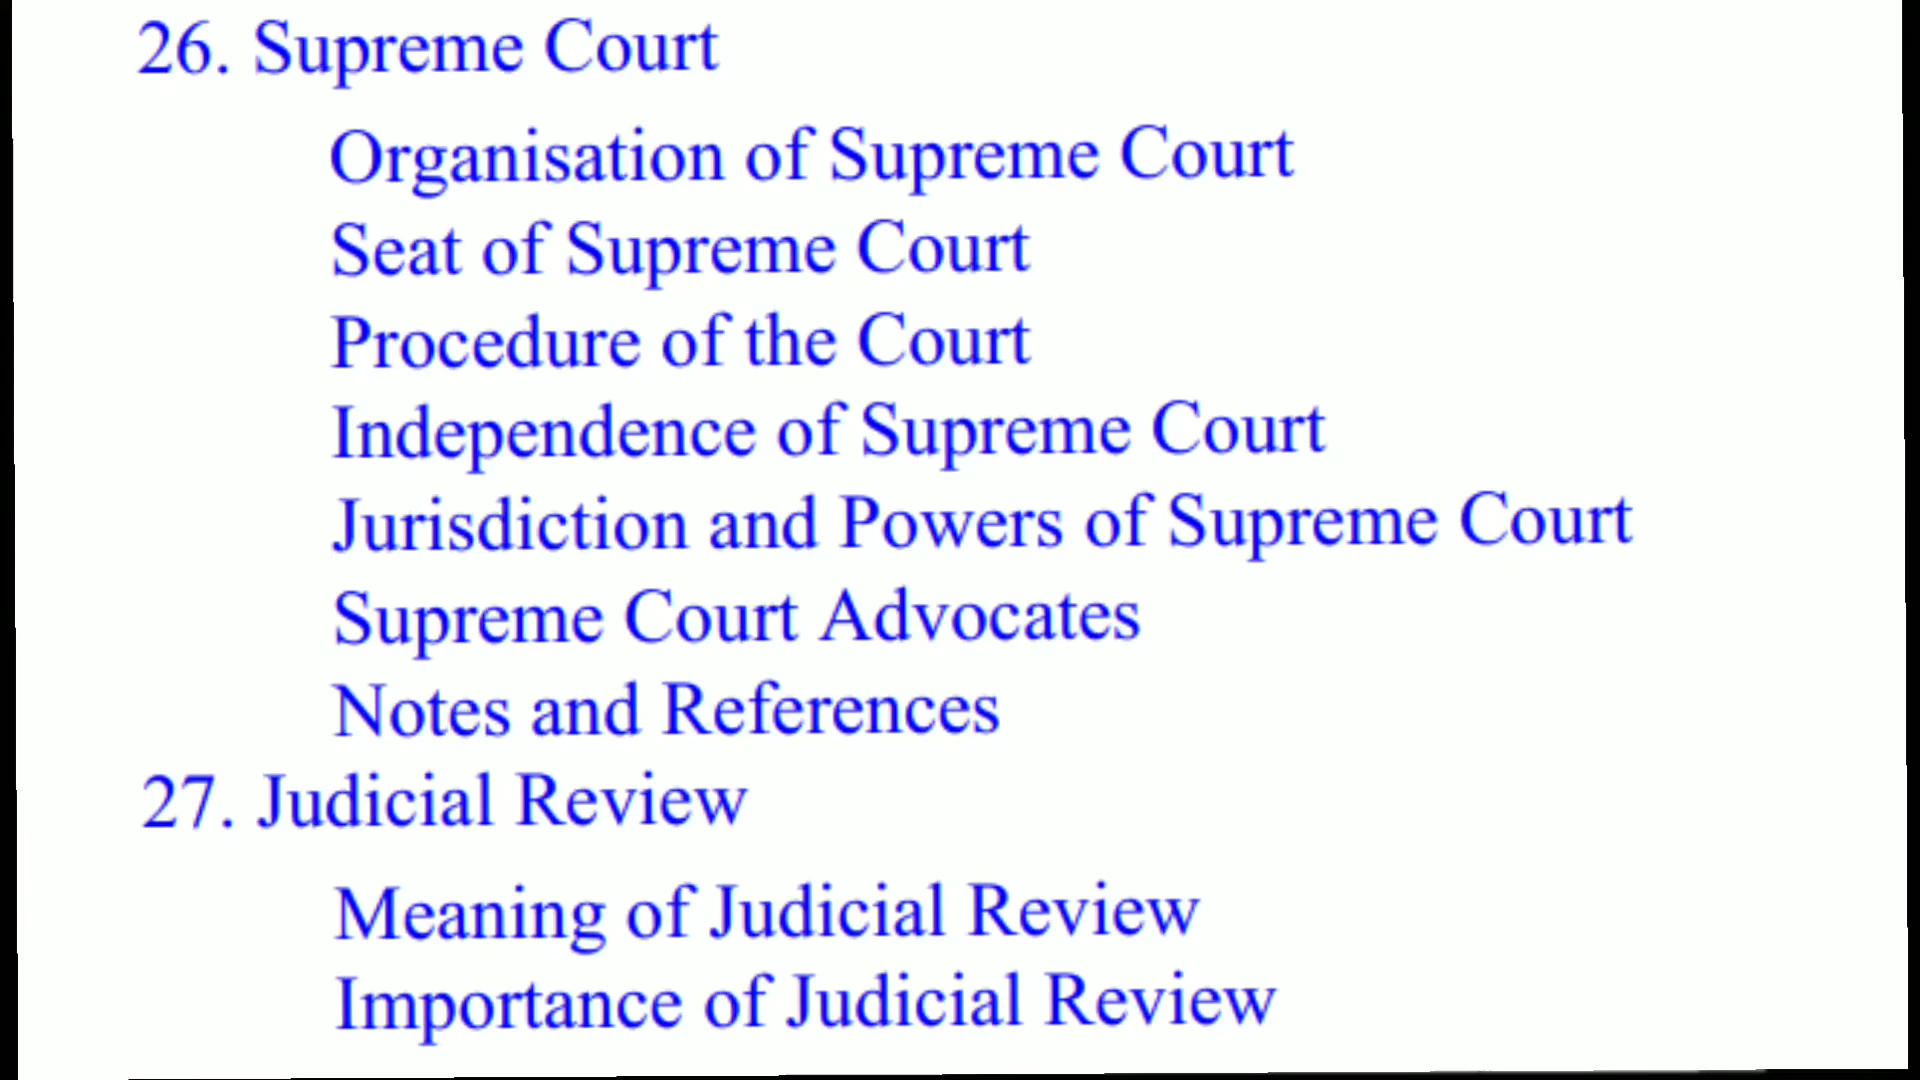 26. Supreme Court
Organisation of Supreme Court
Seat of Supreme Court
Procedure of the Court
Independence of Supreme Court
Jurisdiction and Powers of Supreme Court
Supreme Court Advocates
Notes and References
27. Judicial Review
Meaning of Judicial Review
Importance of Judicial Review